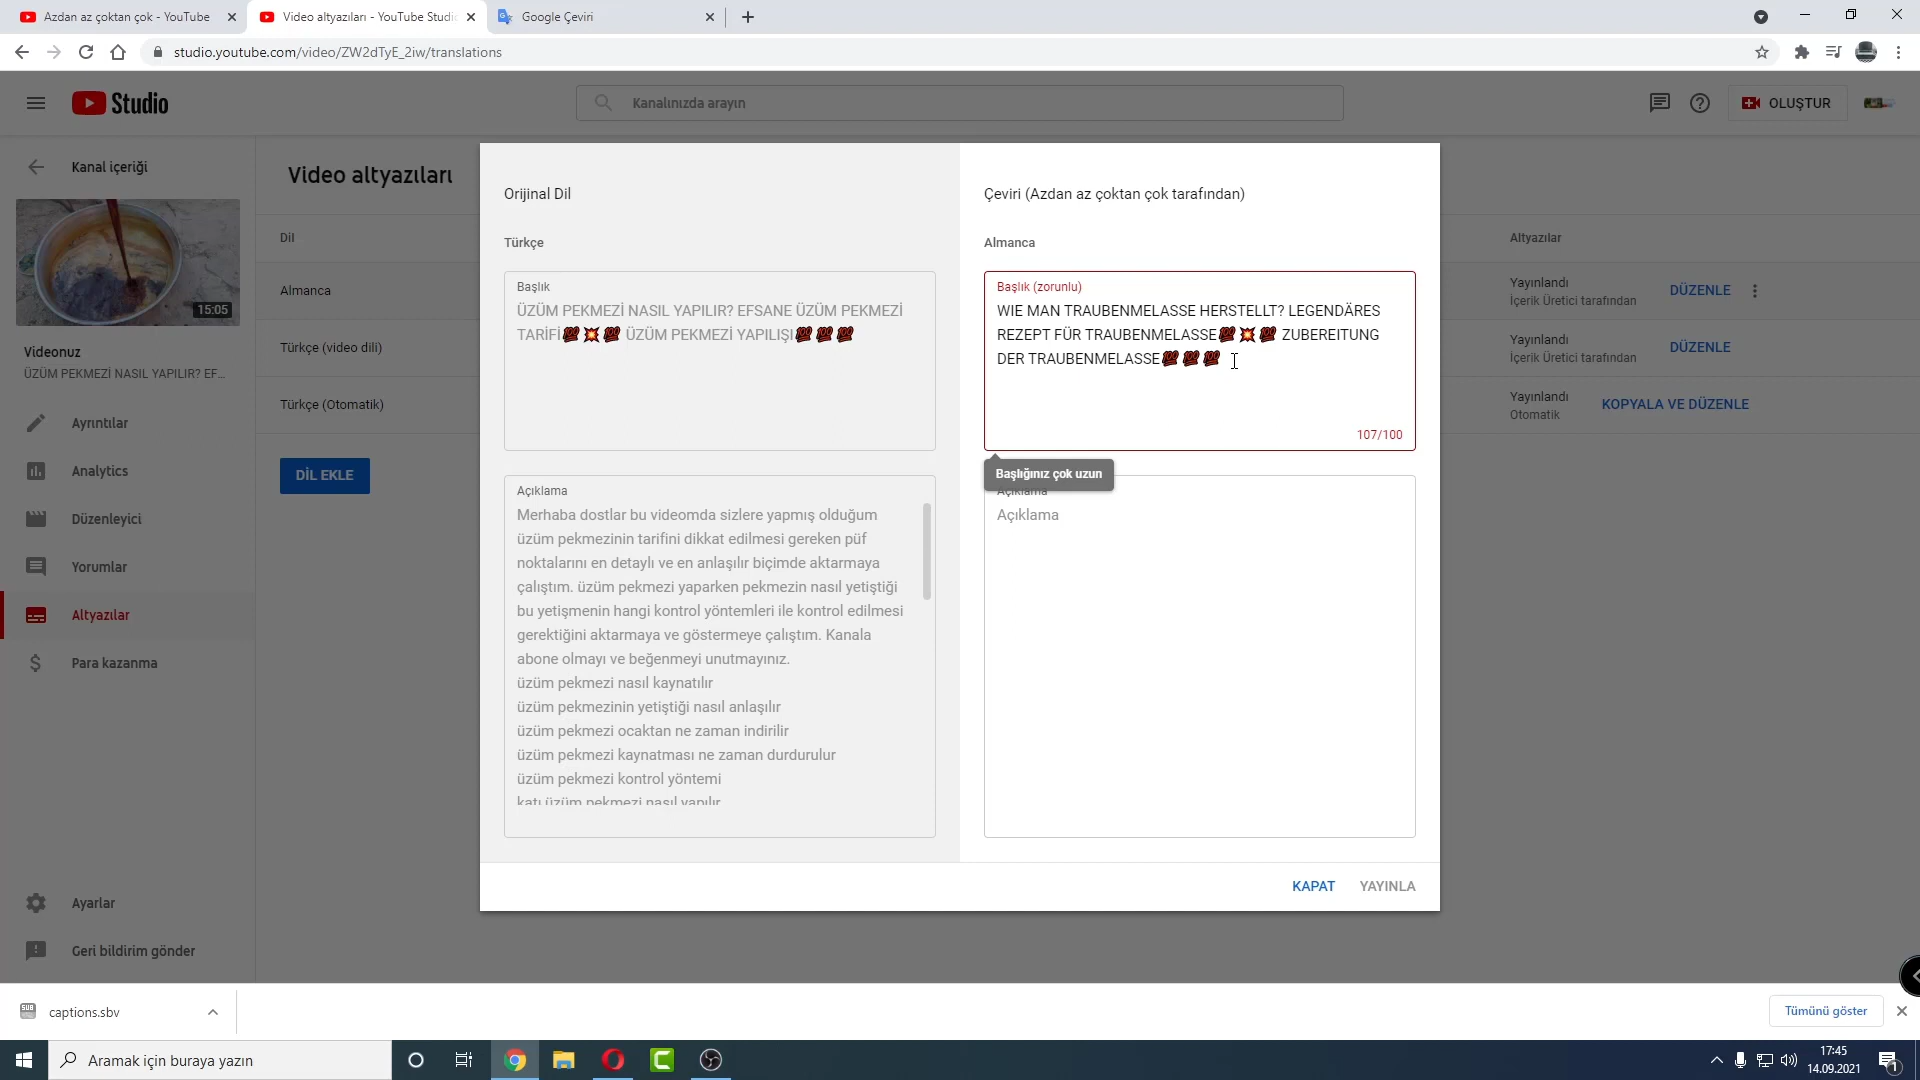 Azdan az çoktan çok - YouTube
Video altyazıları - YouTube Studio
Google Çeviri
studio.youtube.com/video/ZW2dTyE_2iw/translations
Studio
Kanalınızda arayın
OLUŞTUR
Kanal içeriği
15:05
Videonuz
ÜZÜM PEKMEZİ NASIL YAPILIR? EF...
Ayrıntılar
Analytics
Düzenleyici
Yorumlar
Altyazılar
Para kazanma
Ayarlar
Geri bildirim gönder
Video altyazıları
Dil
Almanca
Türkçe (video dili)
Türkçe (Otomatik)
DİL EKLE
Orijinal Dil
Türkçe
Başlık
ÜZÜM PEKMEZİ NASIL YAPILIR? EFSANE ÜZÜM PEKMEZİ
TARİFİ💯💥💯 ÜZÜM PEKMEZİ YAPILIŞI💯💯💯
Açıklama
Merhaba dostlar bu videomda sizlere yapmış olduğum
üzüm pekmezinin tarifini dikkat edilmesi gereken püf
noktalarını en detaylı ve en anlaşılır biçimde aktarmaya
çalıştım. üzüm pekmezi yaparken pekmezin nasıl yetiştiği
bu yetişmenin hangi kontrol yöntemleri ile kontrol edilmesi
gerektiğini aktarmaya ve göstermeye çalıştım. Kanala
abone olmayı ve beğenmeyi unutmayınız.
üzüm pekmezi nasıl kaynatılır
üzüm pekmezinin yetiştiği nasıl anlaşılır
üzüm pekmezi ocaktan ne zaman indirilir
üzüm pekmezi kaynatması ne zaman durdurulur
üzüm pekmezi kontrol yöntemi
katı üzüm pekmezi nasıl yapılır
Çeviri (Azdan az çoktan çok tarafından)
Almanca
Başlık (zorunlu)
WIE MAN TRAUBENMELASSE HERSTELLT? LEGENDÄRES
REZEPT FÜR TRAUBENMELASSE💯💥💯 ZUBEREITUNG
DER TRAUBENMELASSE💯💯💯
107/100
Başlığınız çok uzun
Açıklama
Açıklama
KAPAT
YAYINLA
Altyazılar
Yayınlandı
İçerik Üretici tarafından
DÜZENLE
Yayınlandı
İçerik Üretici tarafından
DÜZENLE
Yayınlandı
Otomatik
KOPYALA VE DÜZENLE
captions.sbv
Tümünü göster
Aramak için buraya yazın
17:45
14.09.2021
1